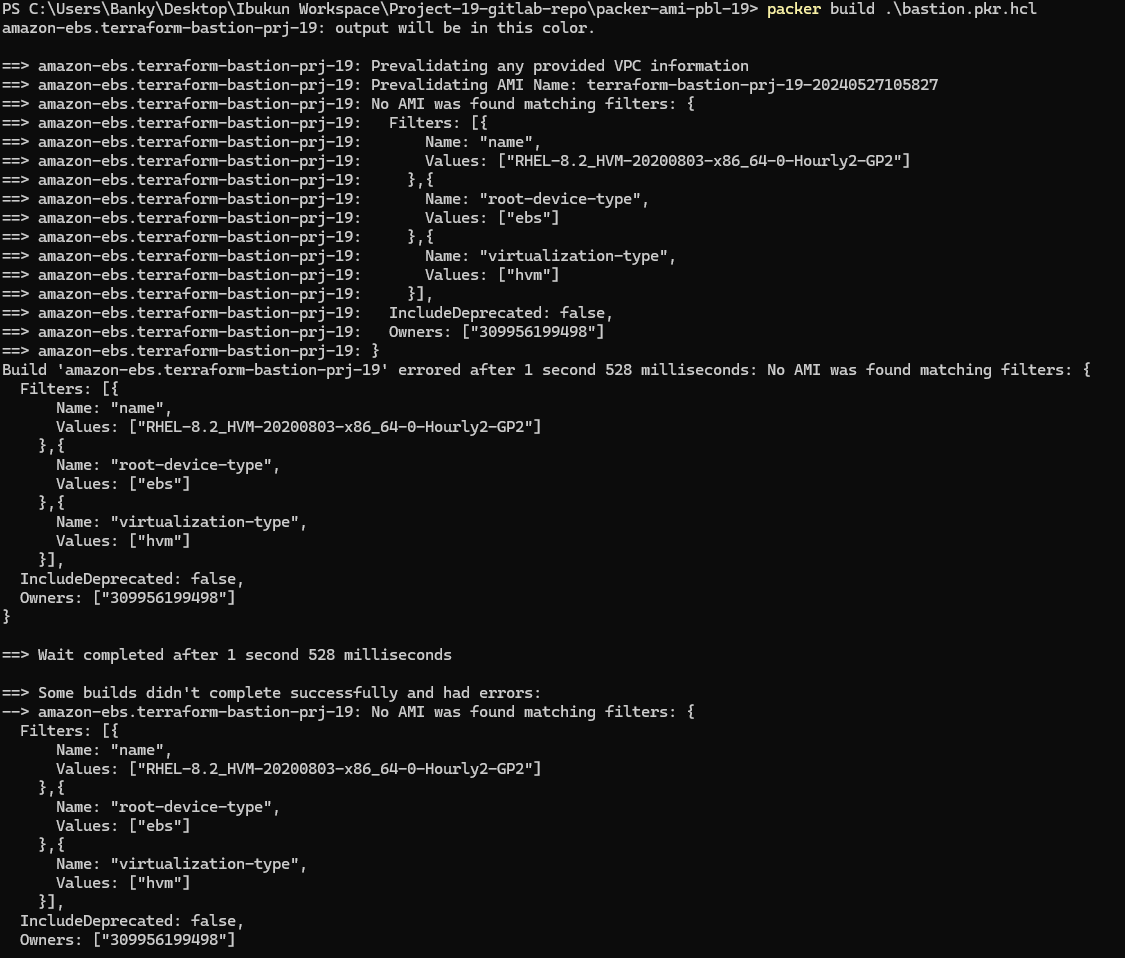 PS C:\Users\Banky\Desktop\Ibukun Workspace\Project-19-gitlab-repo\packer-ami-pbl-19> packer build .\bastion.pkr.hcl
amazon-ebs.terraform-bastion-prj-19: output will be in this color.

==> amazon-ebs.terraform-bastion-prj-19: Prevalidating any provided VPC information
==> amazon-ebs.terraform-bastion-prj-19: Prevalidating AMI Name: terraform-bastion-prj-19-20240527105827
==> amazon-ebs.terraform-bastion-prj-19: No AMI was found matching filters: {
==> amazon-ebs.terraform-bastion-prj-19:   Filters: [{
==> amazon-ebs.terraform-bastion-prj-19:       Name: "name",
==> amazon-ebs.terraform-bastion-prj-19:       Values: ["RHEL-8.2_HVM-20200803-x86_64-0-Hourly2-GP2"]
==> amazon-ebs.terraform-bastion-prj-19:     },{
==> amazon-ebs.terraform-bastion-prj-19:       Name: "root-device-type",
==> amazon-ebs.terraform-bastion-prj-19:       Values: ["ebs"]
==> amazon-ebs.terraform-bastion-prj-19:     },{
==> amazon-ebs.terraform-bastion-prj-19:       Name: "virtualization-type",
==> amazon-ebs.terraform-bastion-prj-19:       Values: ["hvm"]
==> amazon-ebs.terraform-bastion-prj-19:     }],
==> amazon-ebs.terraform-bastion-prj-19:   IncludeDeprecated: false,
==> amazon-ebs.terraform-bastion-prj-19:   Owners: ["309956199498"]
==> amazon-ebs.terraform-bastion-prj-19: }
Build 'amazon-ebs.terraform-bastion-prj-19' errored after 1 second 528 milliseconds: No AMI was found matching filters: {
  Filters: [{
      Name: "name",
      Values: ["RHEL-8.2_HVM-20200803-x86_64-0-Hourly2-GP2"]
    },{
      Name: "root-device-type",
      Values: ["ebs"]
    },{
      Name: "virtualization-type",
      Values: ["hvm"]
    }],
  IncludeDeprecated: false,
  Owners: ["309956199498"]
}

==> Wait completed after 1 second 528 milliseconds

==> Some builds didn't complete successfully and had errors:
--> amazon-ebs.terraform-bastion-prj-19: No AMI was found matching filters: {
  Filters: [{
      Name: "name",
      Values: ["RHEL-8.2_HVM-20200803-x86_64-0-Hourly2-GP2"]
    },{
      Name: "root-device-type",
      Values: ["ebs"]
    },{
      Name: "virtualization-type",
      Values: ["hvm"]
    }],
  IncludeDeprecated: false,
  Owners: ["309956199498"]